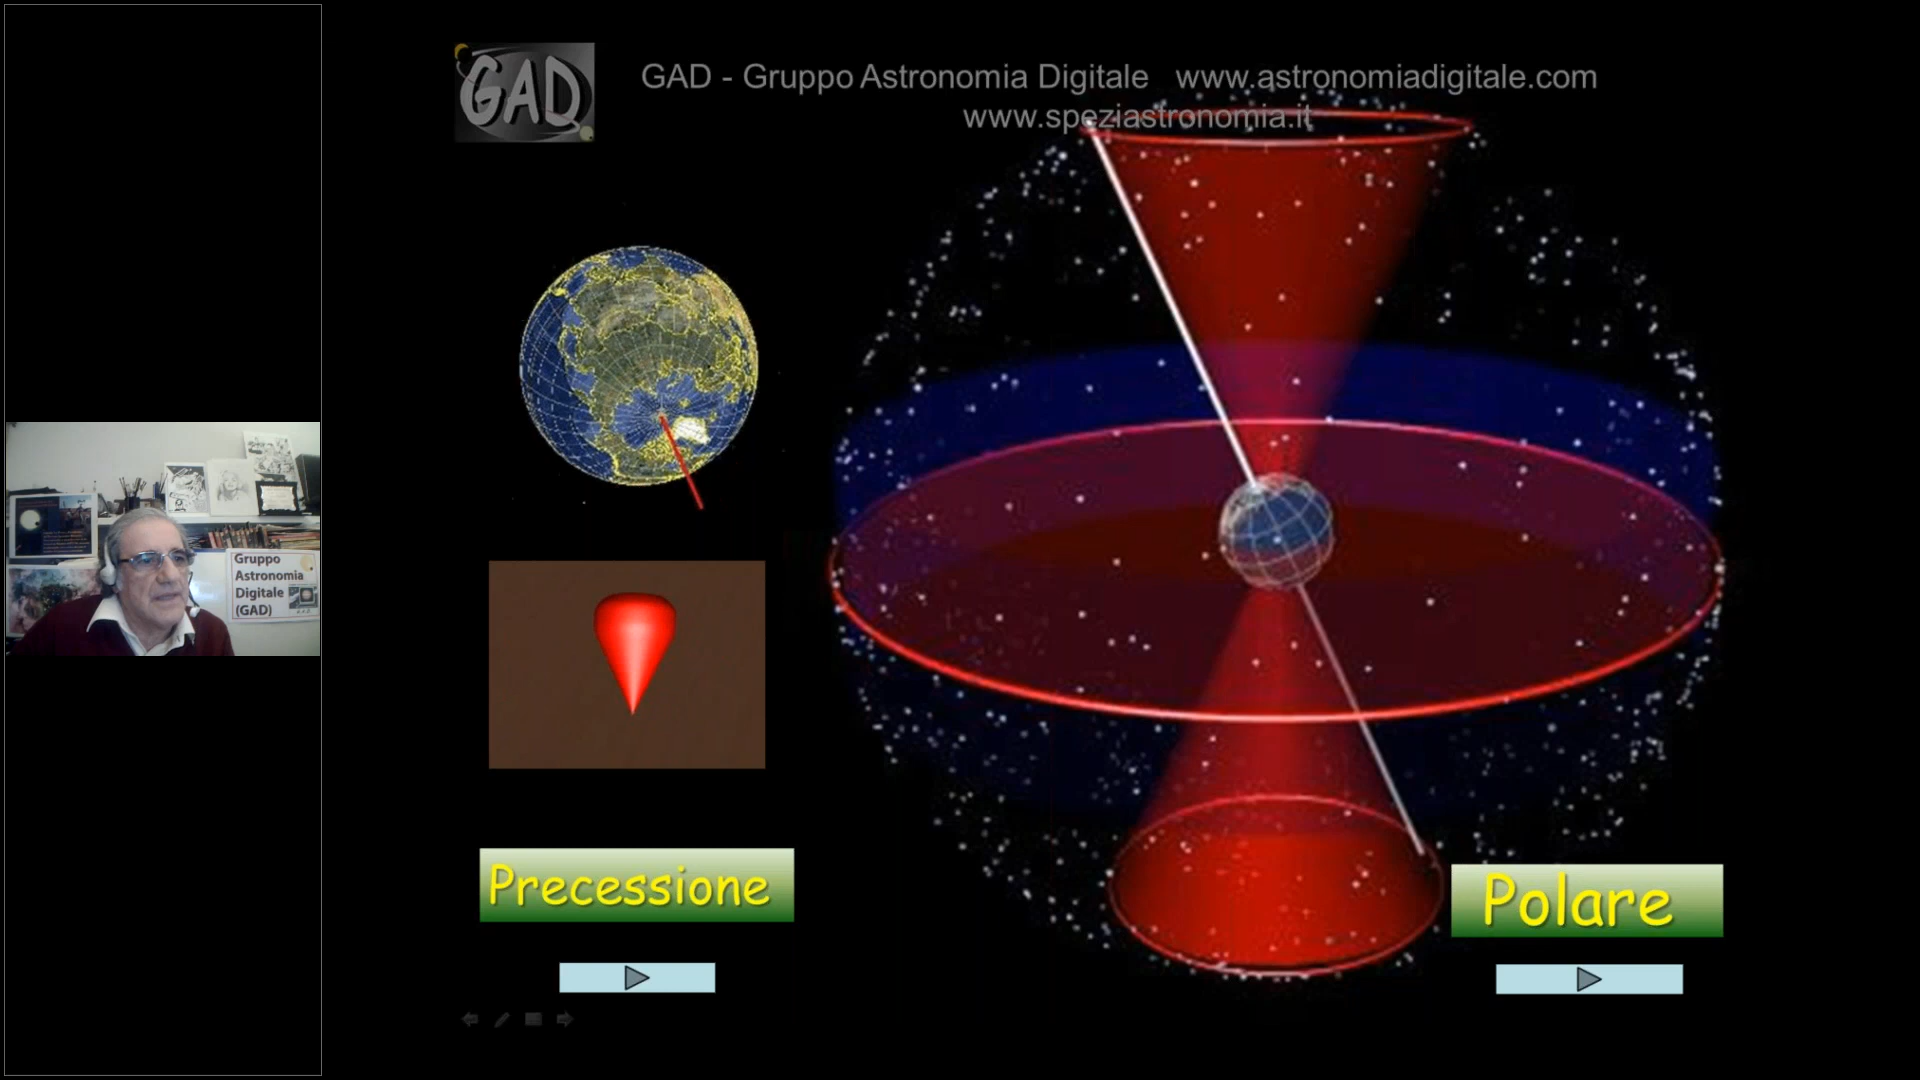 GAD
GAD - Gruppo Astronomia Digitale www.astronomiadigitale.com
www.speziastronomia.it
Gruppo
Astronomia
Digitale
(GAD)
Precessione
Polare